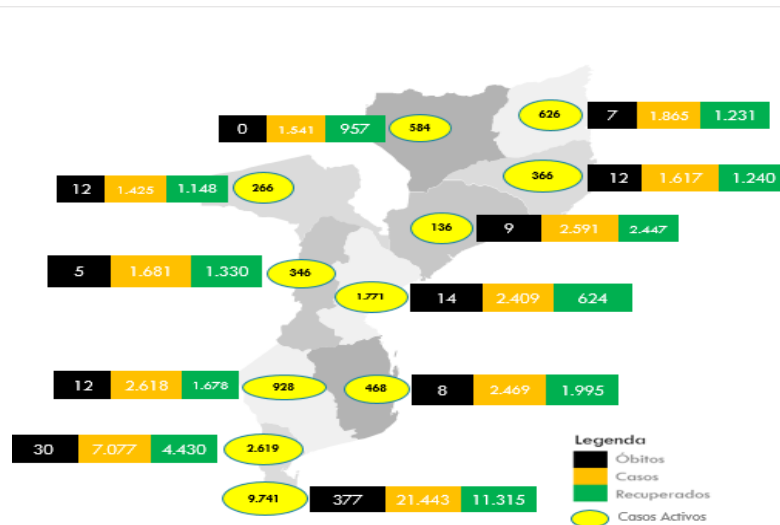 626 7 1.865 1.231
0 1.541 957 584
366 12 1.617 1.240
12 1.425 1.148 266
136 9 2.591 2.447
5 1.681 1.330 346
1.771 14 2.409 624
12 2.618 1.678 928
468 8 2.469 1.995
30 7.077 4.430 2.619
9.741 377 21.443 11.315
Legenda
Óbitos
Casos
Recuperados
Casos Activos